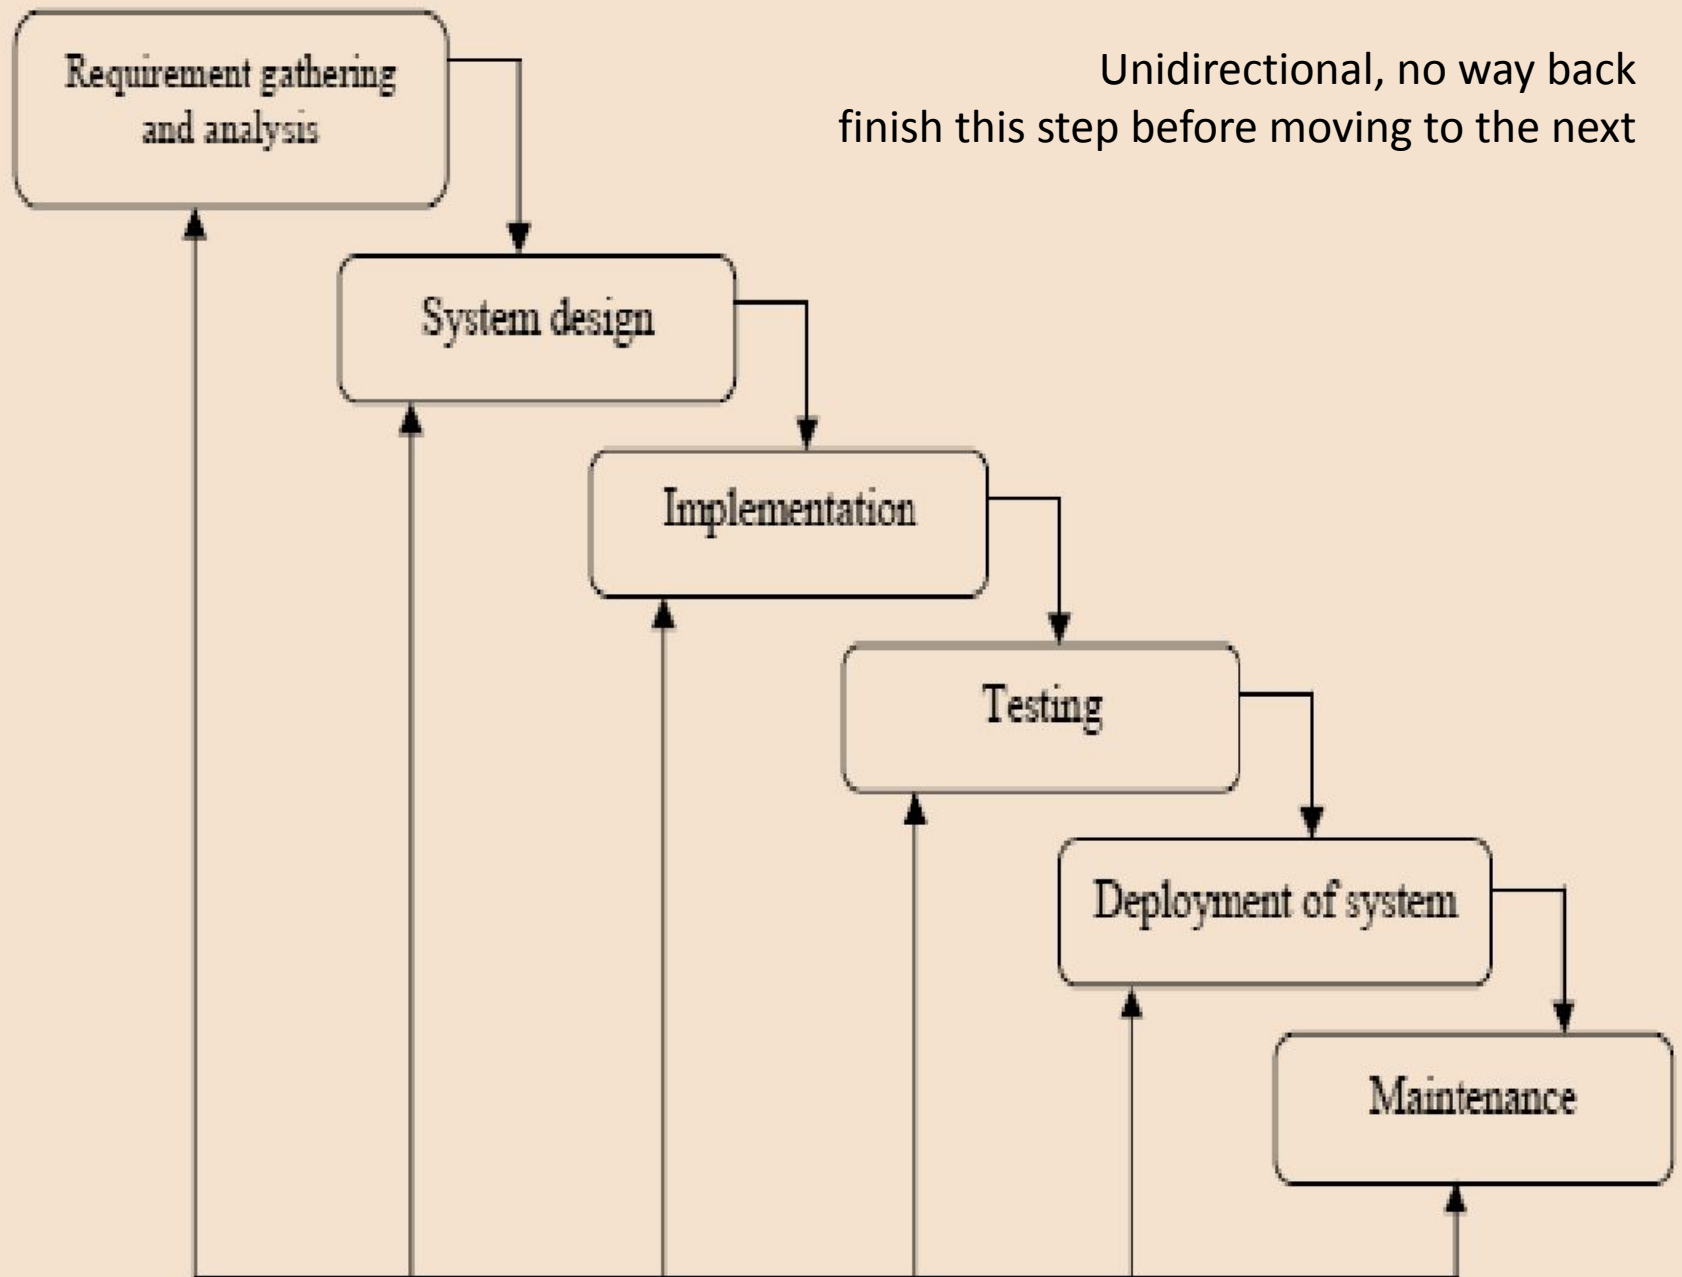 Requirement gathering
and analysis
Unidirectional, no way back
finish this step before moving to the next
System design
Implementation
Testing
Deployment of system
Maintenance